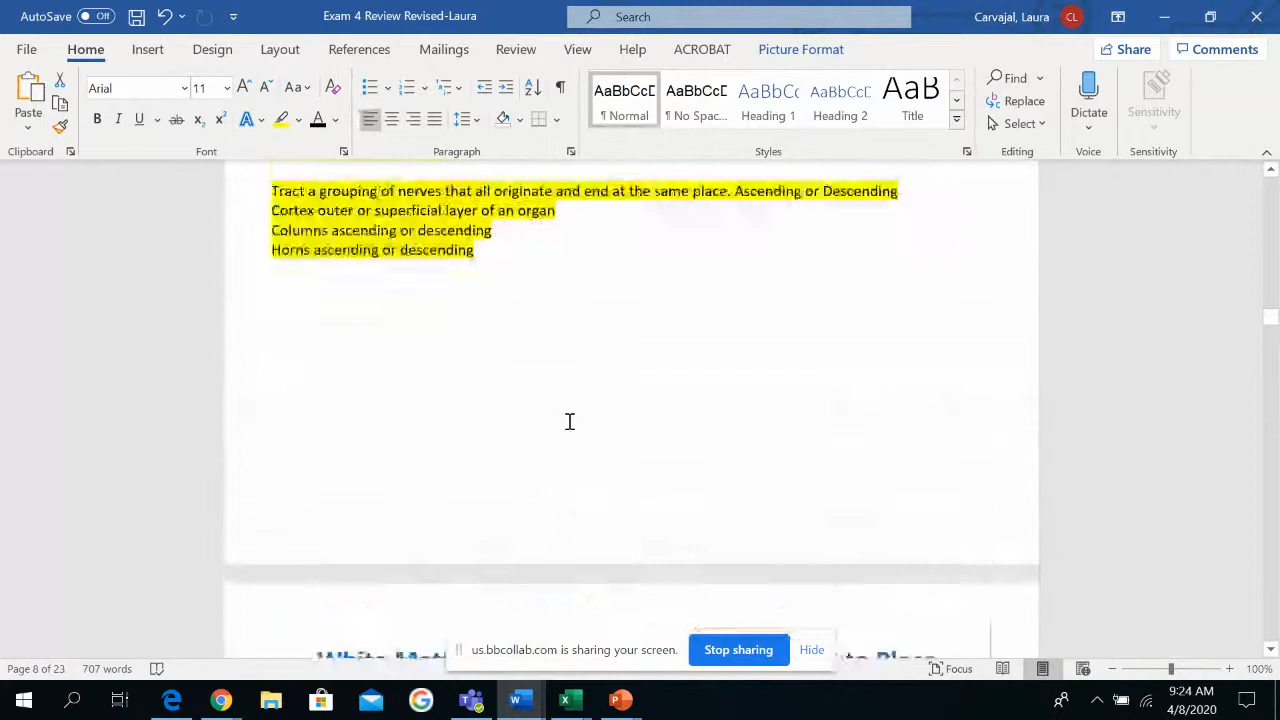 AutoSave Off Exam 4 Review Revised-Laura Search Carvajal, Laura CL
File Home Insert Design Layout References Mailings Review View Help ACROBAT Picture Format Share Comments
Paste Arial 11 Aa AaBbCcD AaBbCcD AaBbCc AaBbCcD AaB Find Replace Select Dictate Sensitivity
¶ Normal ¶ No Spac... Heading 1 Heading 2 Title
Clipboard Font Paragraph Styles Editing Voice Sensitivity
Tract a grouping of nerves that all originate and end at the same place. Ascending or Descending
Cortex outer or superficial layer of an organ
Columns ascending or descending
Horns ascending or descending
us.bbcollab.com is sharing your screen. Stop sharing Hide
Page 8 of 23 707 words Focus 100%
9:24 AM
4/8/2020